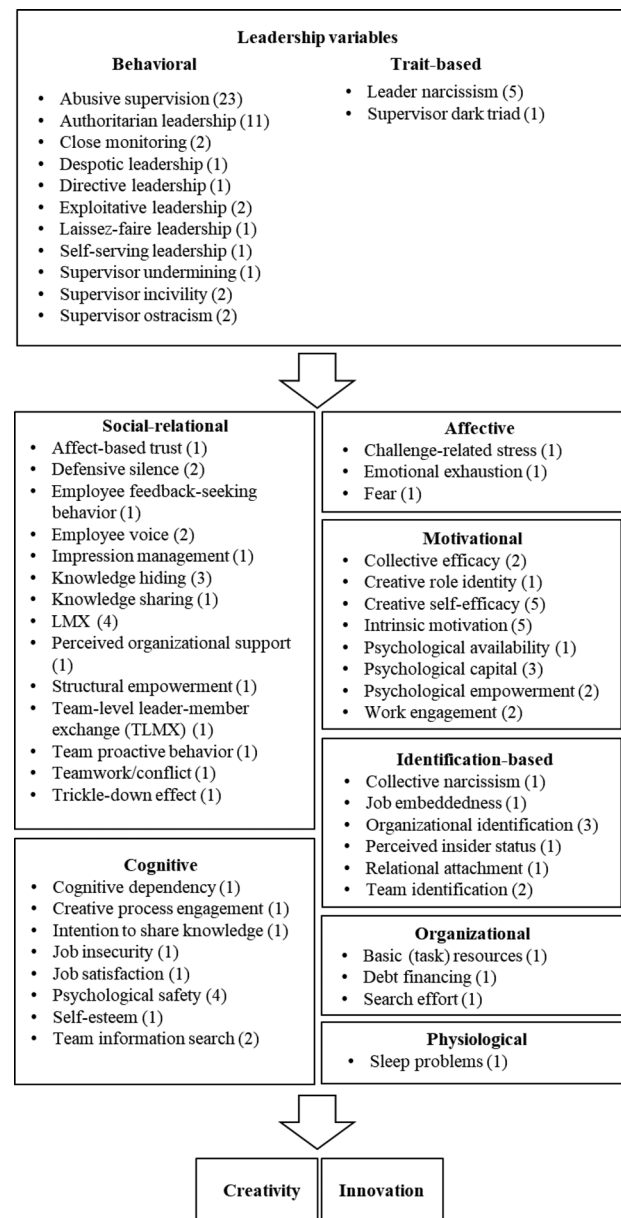 Leadership variables
Behavioral
• Abusive supervision (23)
• Authoritarian leadership (11)
• Close monitoring (2)
• Despotic leadership (1)
• Directive leadership (1)
• Exploitative leadership (2)
• Laissez-faire leadership (1)
• Self-serving leadership (1)
• Supervisor undermining (1)
• Supervisor incivility (2)
• Supervisor ostracism (2)
Trait-based
• Leader narcissism (5)
• Supervisor dark triad (1)
Social-relational
• Affect-based trust (1)
• Defensive silence (2)
• Employee feedback-seeking
behavior (1)
• Employee voice (2)
• Impression management (1)
• Knowledge hiding (3)
• Knowledge sharing (1)
• LMX (4)
• Perceived organizational support
(1)
• Structural empowerment (1)
• Team-level leader-member
exchange (TLMX) (1)
• Team proactive behavior (1)
• Teamwork/conflict (1)
• Trickle-down effect (1)
Cognitive
• Cognitive dependency (1)
• Creative process engagement (1)
• Intention to share knowledge (1)
• Job insecurity (1)
• Job satisfaction (1)
• Psychological safety (4)
• Self-esteem (1)
• Team information search (2)
Affective
• Challenge-related stress (1)
• Emotional exhaustion (1)
• Fear (1)
Motivational
• Collective efficacy (2)
• Creative role identity (1)
• Creative self-efficacy (5)
• Intrinsic motivation (5)
• Psychological availability (1)
• Psychological capital (3)
• Psychological empowerment (2)
• Work engagement (2)
Identification-based
• Collective narcissism (1)
• Job embeddedness (1)
• Organizational identification (3)
• Perceived insider status (1)
• Relational attachment (1)
• Team identification (2)
Organizational
• Basic (task) resources (1)
• Debt financing (1)
• Search effort (1)
Physiological
• Sleep problems (1)
Creativity
Innovation